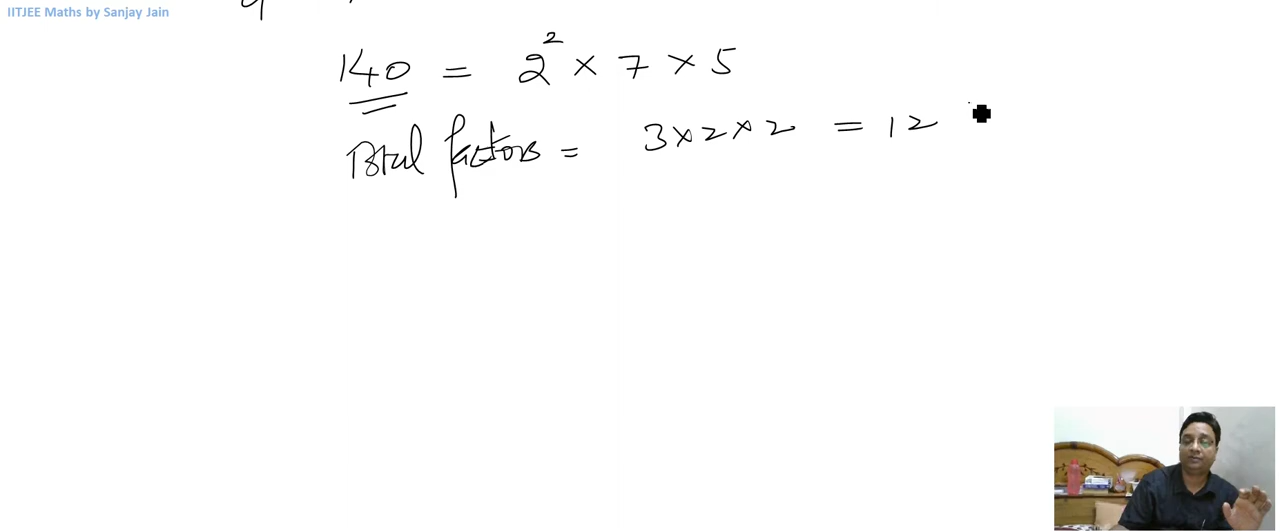 IITJEE Maths by Sanjay Jain
140 = 2² × 7 × 5
Total factors = 3×2×2 = 12